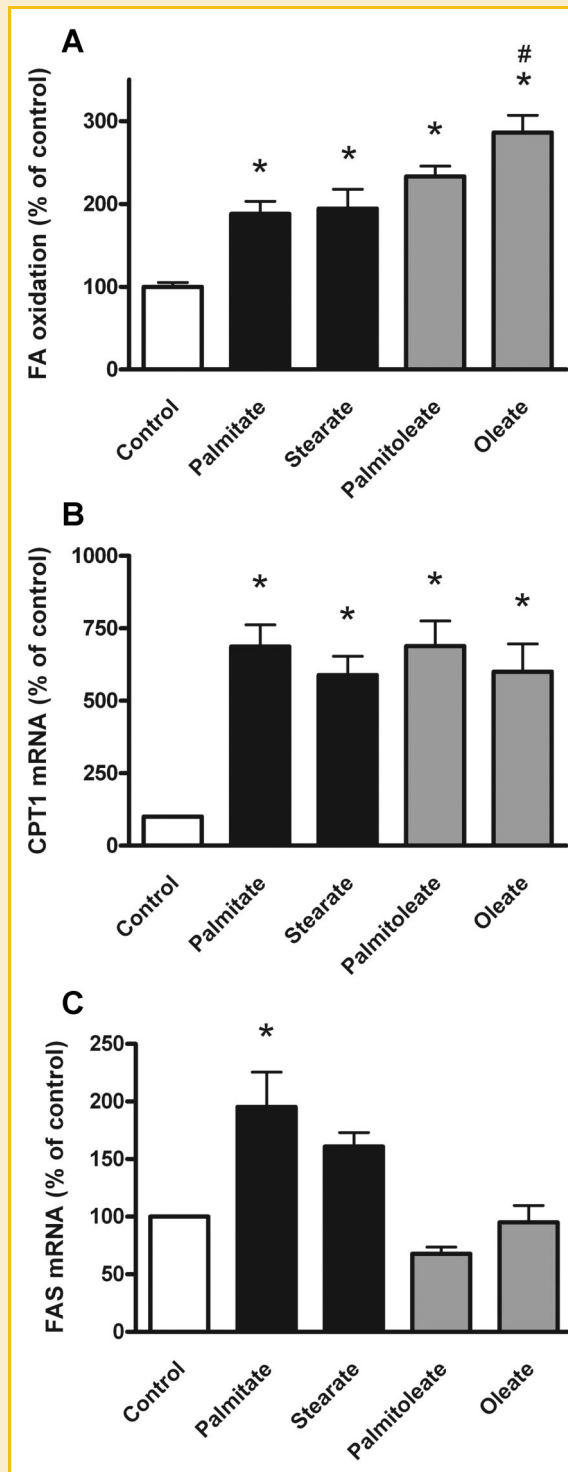 A
FA oxidation (% of control)
300
200
100
0
*
*
*
#
*
Control
Palmitate
Stearate
Palmitoleate
Oleate
B
CPT1 mRNA (% of control)
1000
750
500
250
0
*
*
*
*
Control
Palmitate
Stearate
Palmitoleate
Oleate
C
FAS mRNA (% of control)
250
200
150
100
50
0
*
Control
Palmitate
Stearate
Palmitoleate
Oleate